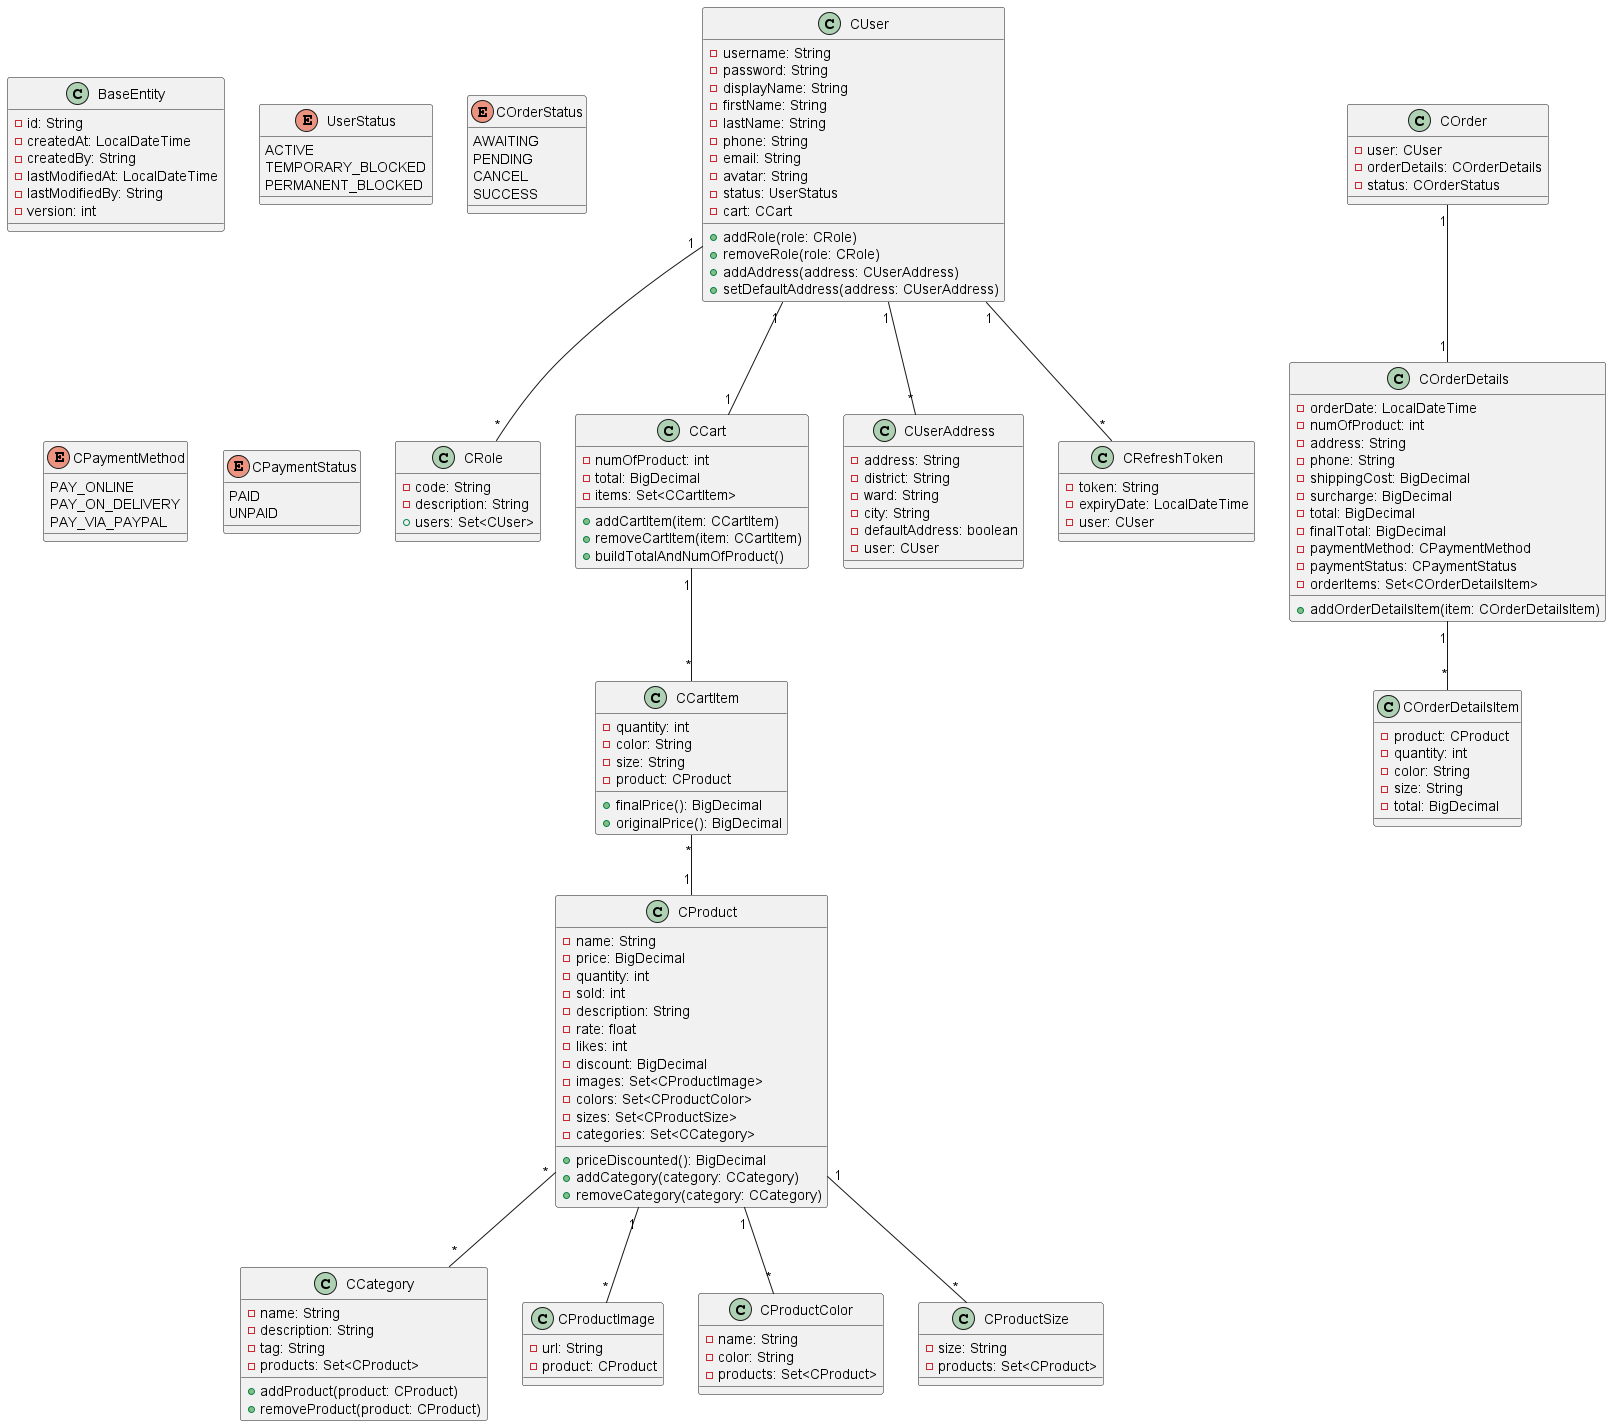 C CUser
username: String
password: String
displayName: String
firstName: String
lastName: String
phone: String
email: String
avatar: String
status: UserStatus
cart: CCart
addRole(role: CRole)
removeRole(role: CRole)
addAddress(address: CUserAddress)
setDefaultAddress(address: CUserAddress)
C BaseEntity
id: String
createdAt: LocalDateTime
createdBy: String
lastModifiedAt: LocalDateTime
lastModifiedBy: String
version: int
E UserStatus
ACTIVE
TEMPORARY_BLOCKED
PERMANENT_BLOCKED
E COrderStatus
AWAITING
PENDING
CANCEL
SUCCESS
C COrder
user: CUser
orderDetails: COrderDetails
status: COrderStatus
1
1
1
1
1
1
1
*
1
*
*
C COrderDetails
orderDate: LocalDateTime
numOfProduct: int
address: String
phone: String
shippingCost: BigDecimal
surcharge: BigDecimal
total: BigDecimal
finalTotal: BigDecimal
paymentMethod: CPaymentMethod
paymentStatus: CPaymentStatus
orderItems: Set<COrderDetailsItem>
addOrderDetailsItem(item: COrderDetailsItem)
E CPaymentMethod
PAY_ONLINE
PAY_ON_DELIVERY
PAY_VIA_PAYPAL
E CPaymentStatus
PAID
UNPAID
C CRole
code: String
description: String
users: Set<CUser>
C CCart
numOfProduct: int
total: BigDecimal
items: Set<CCartItem>
addCartItem(item: CCartItem)
removeCartItem(item: CCartItem)
buildTotalAndNumOfProduct()
C CUserAddress
address: String
district: String
ward: String
city: String
defaultAddress: boolean
user: CUser
C CRefreshToken
token: String
expiryDate: LocalDateTime
user: CUser
1
*
1
*
C CCartItem
quantity: int
color: String
size: String
product: CProduct
finalPrice(): BigDecimal
originalPrice(): BigDecimal
C COrderDetailsItem
product: CProduct
quantity: int
color: String
size: String
total: BigDecimal
*
1
C CProduct
name: String
price: BigDecimal
quantity: int
sold: int
description: String
rate: float
likes: int
discount: BigDecimal
images: Set<CProductImage>
colors: Set<CProductColor>
sizes: Set<CProductSize>
categories: Set<CCategory>
priceDiscounted(): BigDecimal
addCategory(category: CCategory)
removeCategory(category: CCategory)
*
1
1
1
*
*
*
*
C CCategory
name: String
description: String
tag: String
products: Set<CProduct>
addProduct(product: CProduct)
removeProduct(product: CProduct)
C CProductImage
url: String
product: CProduct
C CProductColor
name: String
color: String
products: Set<CProduct>
C CProductSize
size: String
products: Set<CProduct>